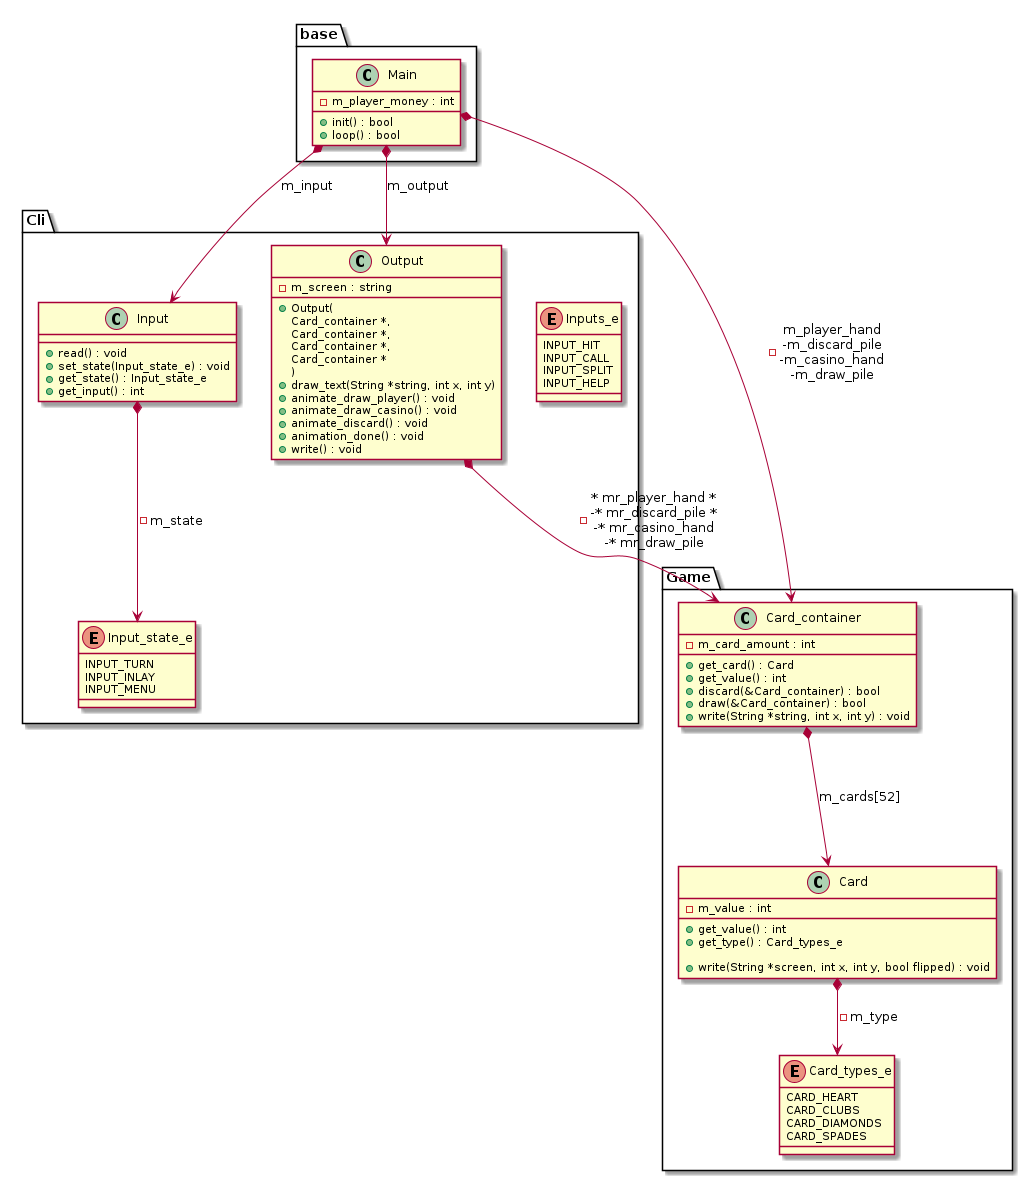 base
C Main
m_player_money : int
init() : bool
loop() : bool
m_input
m_output
Cli
C Input
read() : void
set_state(Input_state_e) : void
get_state() : Input_state_e
get_input() : int
C Output
m_screen : string
Output(
Card_container *,
Card_container *,
Card_container *,
Card_container *
)
draw_text(String *string, int x, int y)
animate_draw_player() : void
animate_draw_casino() : void
animate_discard() : void
animation_done() : void
write() : void
E Inputs_e
INPUT_HIT
INPUT_CALL
INPUT_SPLIT
INPUT_HELP
m_player_hand
-m_discard_pile
-m_casino_hand
-m_draw_pile
m_state
* mr_player_hand *
-* mr_discard_pile *
-* mr_casino_hand
-* mr_draw_pile
E Input_state_e
INPUT_TURN
INPUT_INLAY
INPUT_MENU
Game
C Card_container
m_card_amount : int
get_card() : Card
get_value() : int
discard(&Card_container) : bool
draw(&Card_container) : bool
write(String *string, int x, int y) : void
m_cards[52]
C Card
m_value : int
get_value() : int
get_type() : Card_types_e
write(String *screen, int x, int y, bool flipped) : void
m_type
E Card_types_e
CARD_HEART
CARD_CLUBS
CARD_DIAMONDS
CARD_SPADES